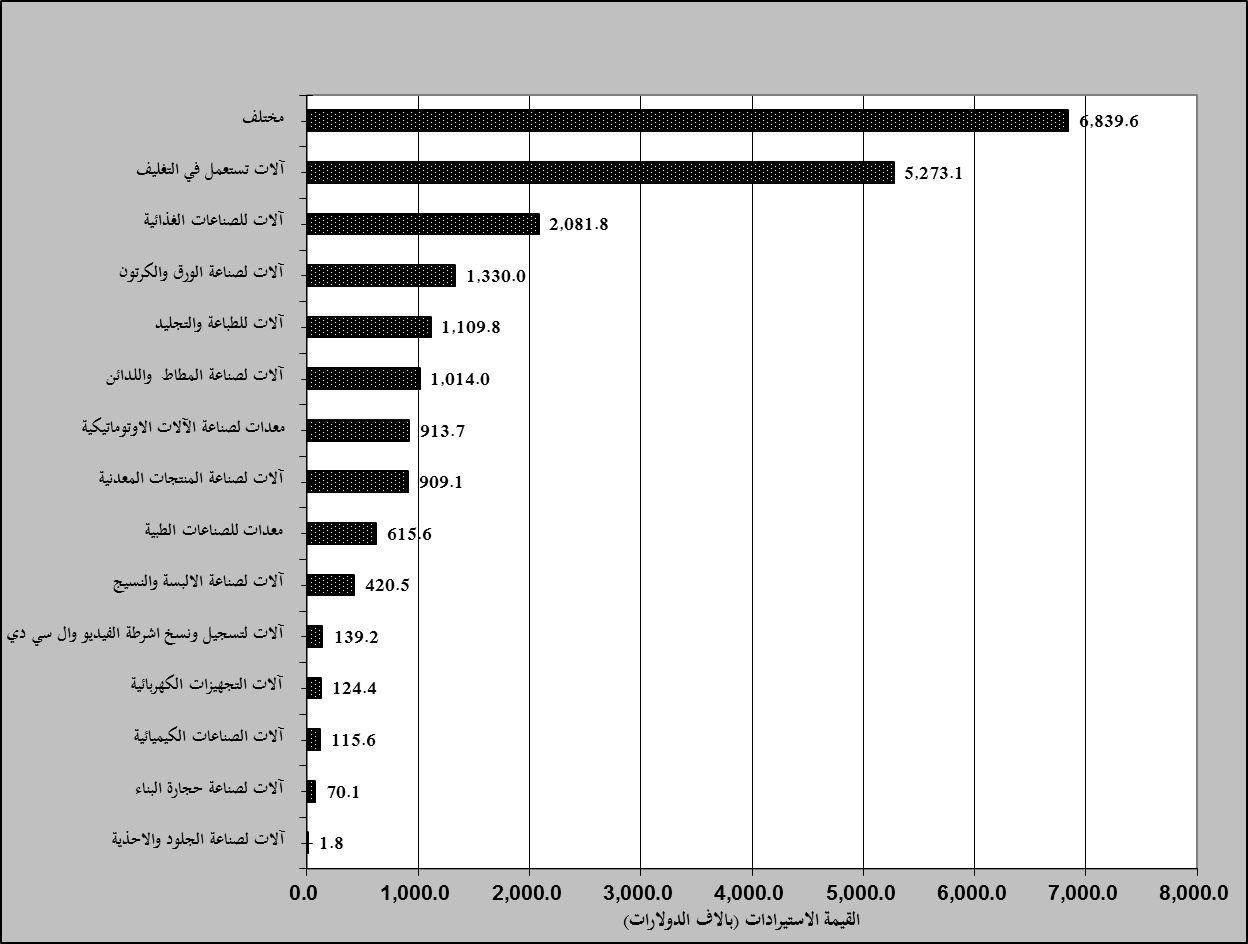 مختلف
6,839.6
آلات تستعمل في التغليف
5,273.1
آلات للصناعات الغذائية
2,081.8
آلات لصناعة الورق والكرتون
1,330.0
آلات للطباعة والتجليد
1,109.8
آلات لصناعة المطاط واللدائن
1,014.0
معدات لصناعة الآلات الاوتوماتيكية
913.7
آلات لصناعة المنتجات المعدنية
909.1
معدات للصناعات الطبية
615.6
آلات لصناعة الالبسة والنسيج
420.5
آلات لتسجيل ونسخ اشرطة الفيديو وال سي دي
139.2
آلات التجهيزات الكهربائية
124.4
آلات الصناعات الكيميائية
115.6
آلات لصناعة حجارة البناء
70.1
آلات لصناعة الجلود والاحذية
1.8
0.0 1,000.0 2,000.0 3,000.0 4,000.0 5,000.0 6,000.0 7,000.0 8,000.0
القيمة الاستيرادات (بالاف الدولارات)